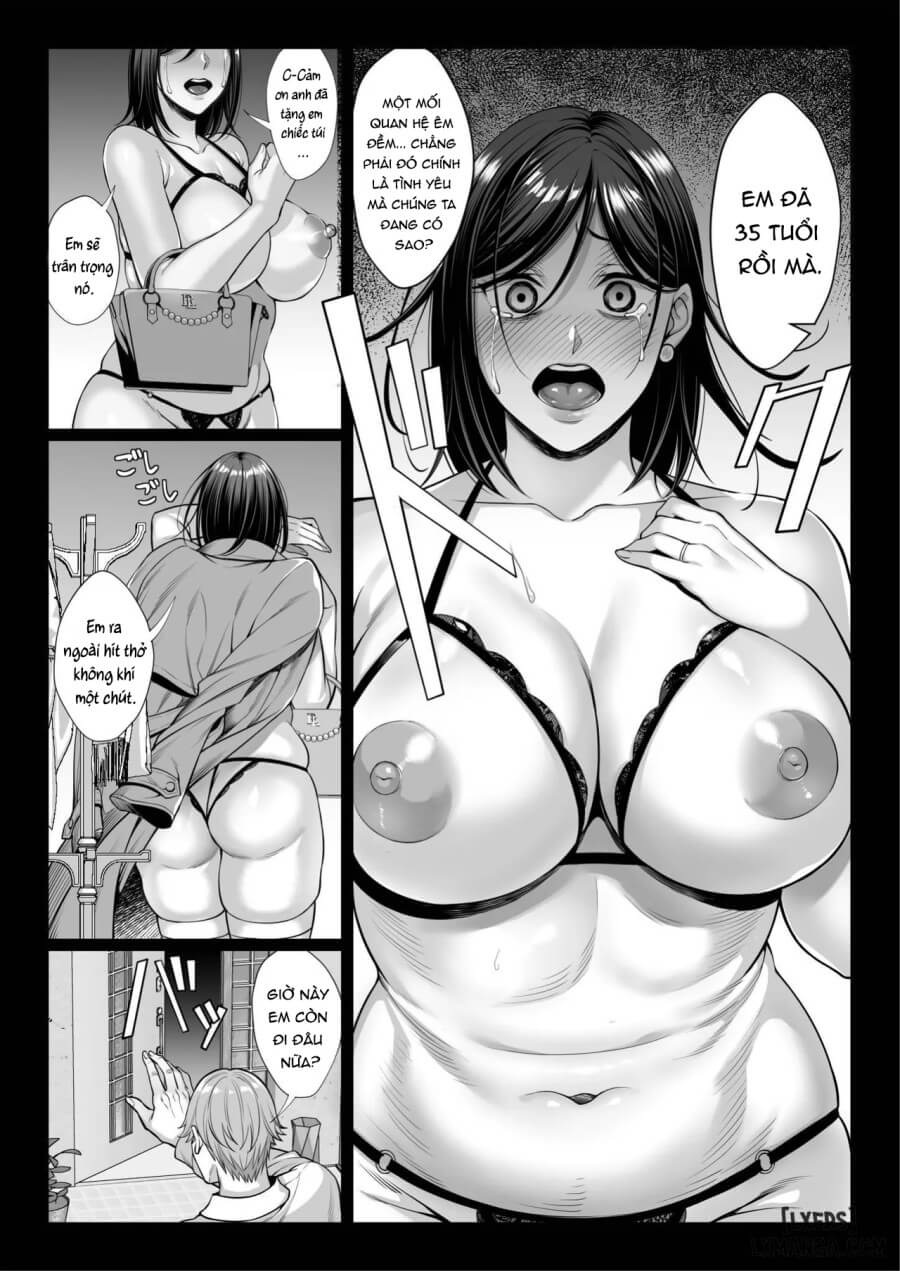 EM ĐÃ
35 TUỔI
RỒI MÀ.
MỘT MỐI
QUAN HỆ ÊM
ĐỀM... CHẲNG
PHẢI ĐÓ CHÍNH
LÀ TÌNH YÊU
MÀ CHÚNG TA
ĐANG CÓ
SAO?
C-Cảm
ơn anh đã
tặng em
chiếc túi
...
Em sẽ
trân trọng
nó.
ごし
ごし
Em ra
ngoài hít thở
không khí
một chút.
GIỜ NÀY
EM CÒN
ĐI ĐÂU
NỮA?